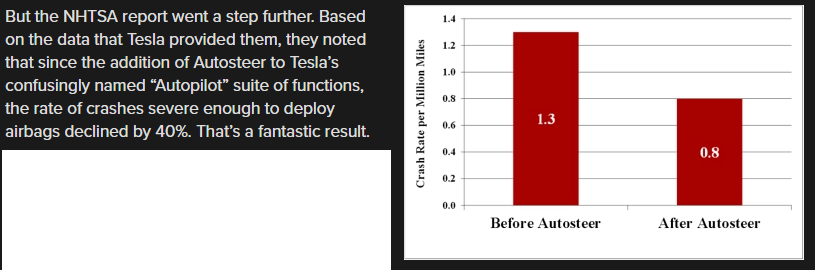 But the NHTSA report went a step further. Based
on the data that Tesla provided them, they noted
that since the addition of Autosteer to Tesla’s
confusingly named “Autopilot” suite of functions,
the rate of crashes severe enough to deploy
airbags declined by 40%. That’s a fantastic result.
Crash Rate per Million Miles
1.4
1.2
1.0
0.8
0.6
0.4
0.2
0.0
1.3
0.8
Before Autosteer
After Autosteer